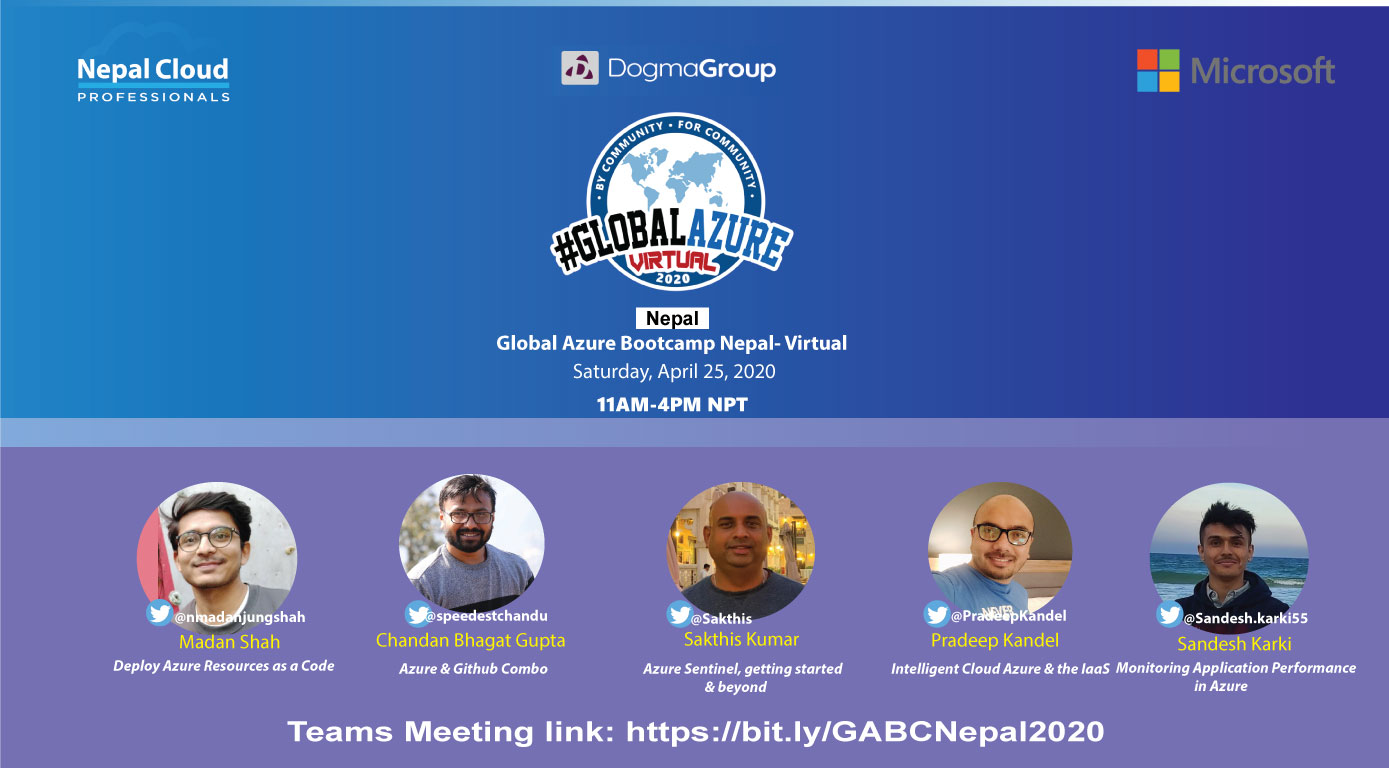 Nepal Cloud
PROFESSIONALS
DogmaGroup
Microsoft
• BY COMMUNITY • FOR COMMUNITY •
#GLOBALAZURE
VIRTUAL
2020
Nepal
Global Azure Bootcamp Nepal- Virtual
Saturday, April 25, 2020
11AM-4PM NPT
@nmadanjungshah
Madan Shah
Deploy Azure Resources as a Code
@speedestchandu
Chandan Bhagat Gupta
Azure & Github Combo
@Sakthis
Sakthis Kumar
Azure Sentinel, getting started
& beyond
NEVER
@PradeepKandel
Pradeep Kandel
Intelligent Cloud Azure & the IaaS
@Sandesh.karki55
Sandesh Karki
Monitoring Application Performance
in Azure
Teams Meeting link: https://bit.ly/GABCNepal2020